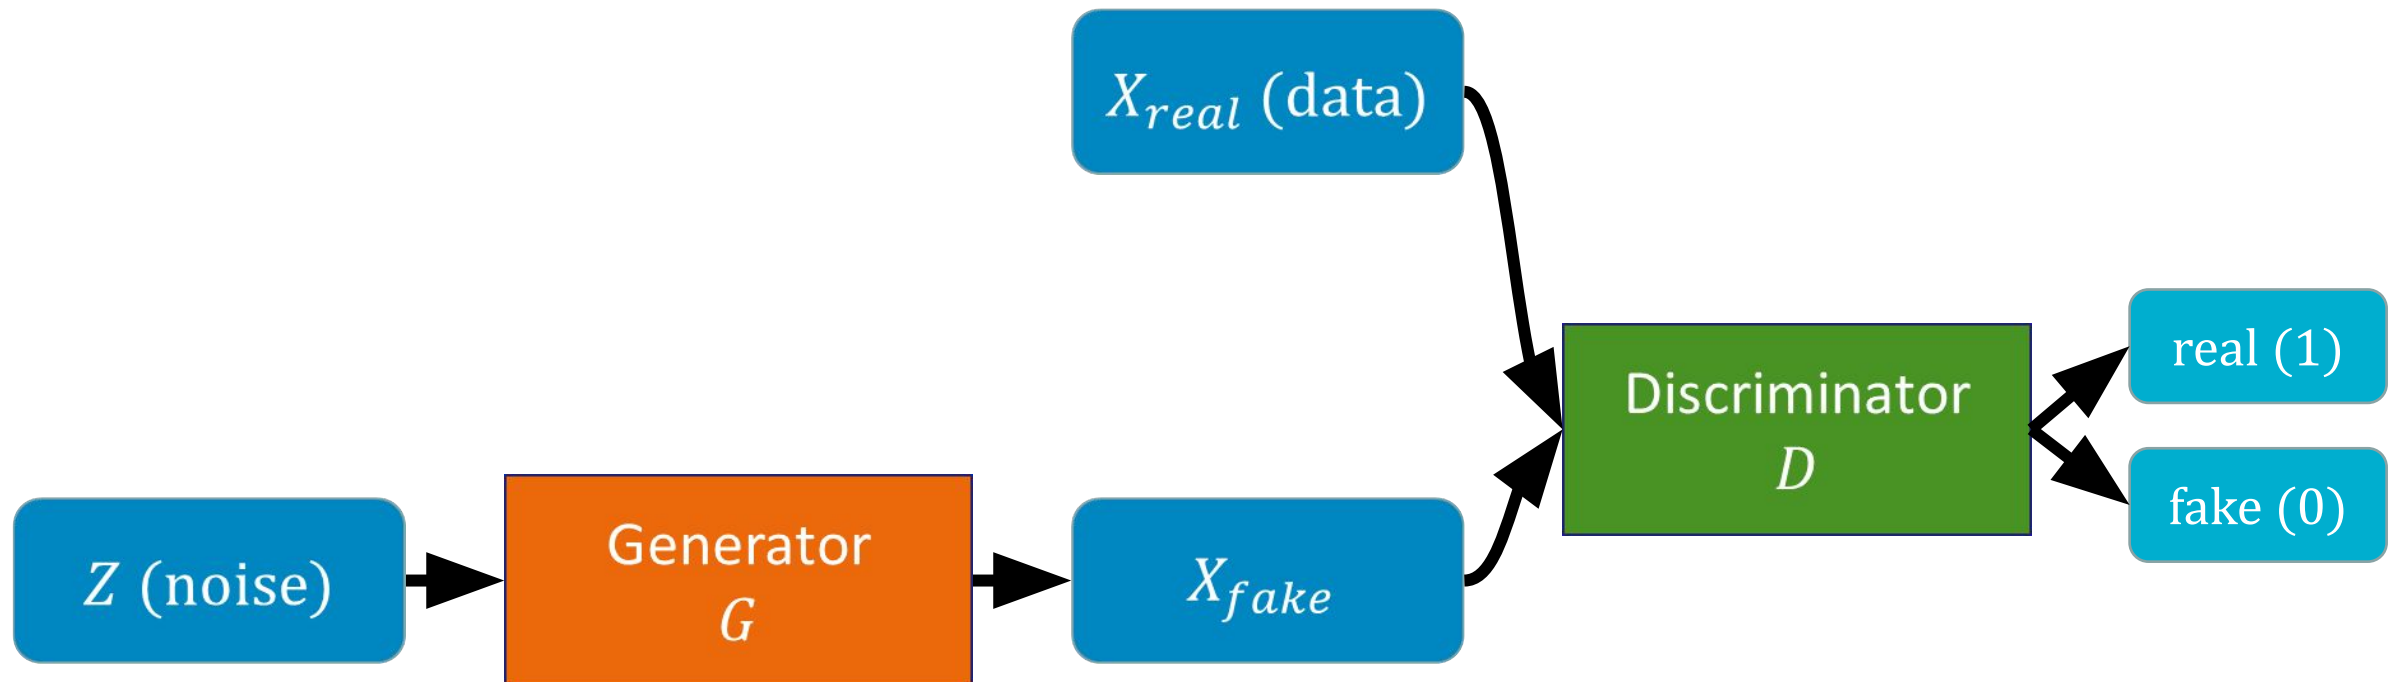 X_real (data)
Z (noise)
Generator
G
X_fake
Discriminator
D
real (1)
fake (0)